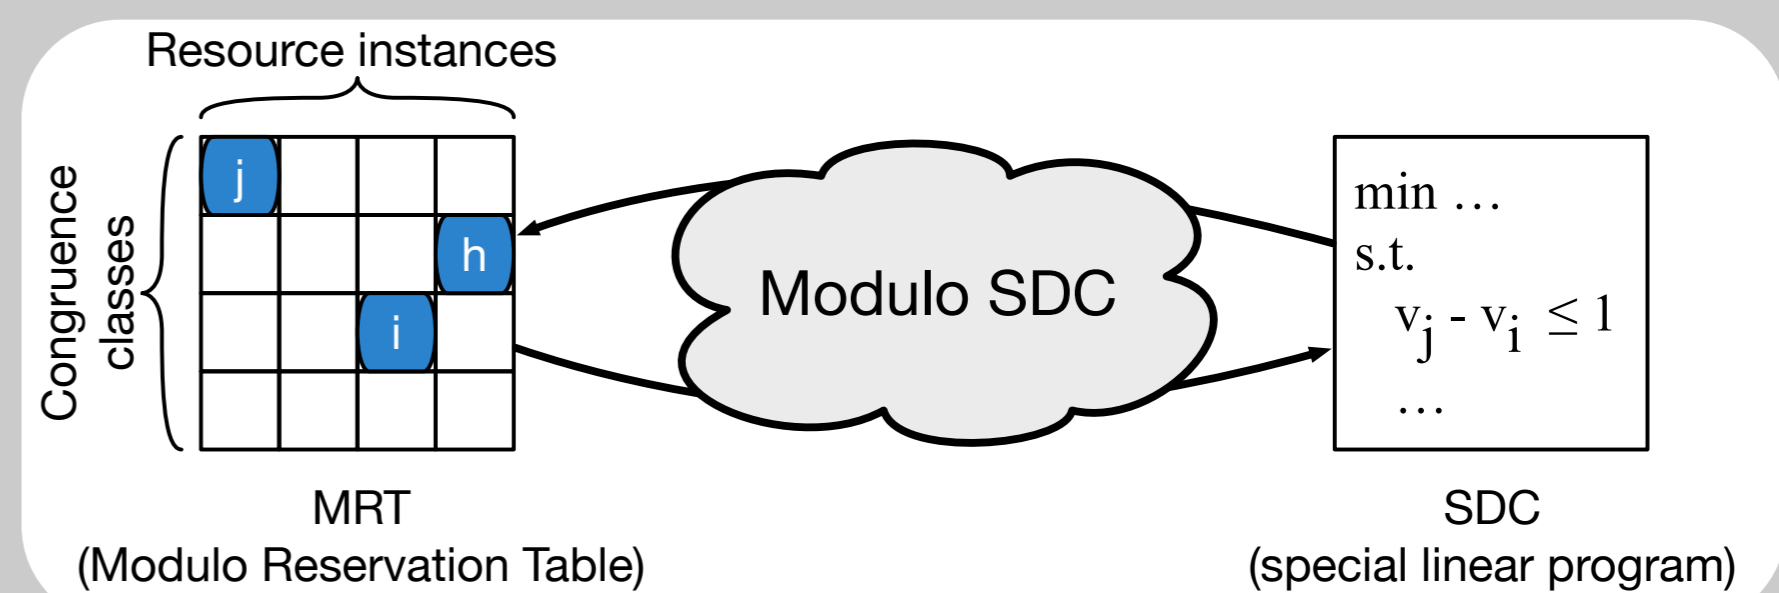 Resource instances
Congruence
classes
j
h
i
MRT
(Modulo Reservation Table)
Modulo SDC
min …
s.t.
vj - vi ≤ 1
…
SDC
(special linear program)